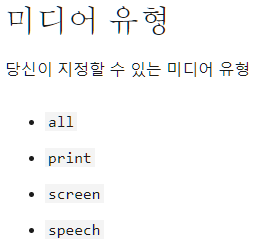 미디어 유형
당신이 지정할 수 있는 미디어 유형
all
print
screen
speech